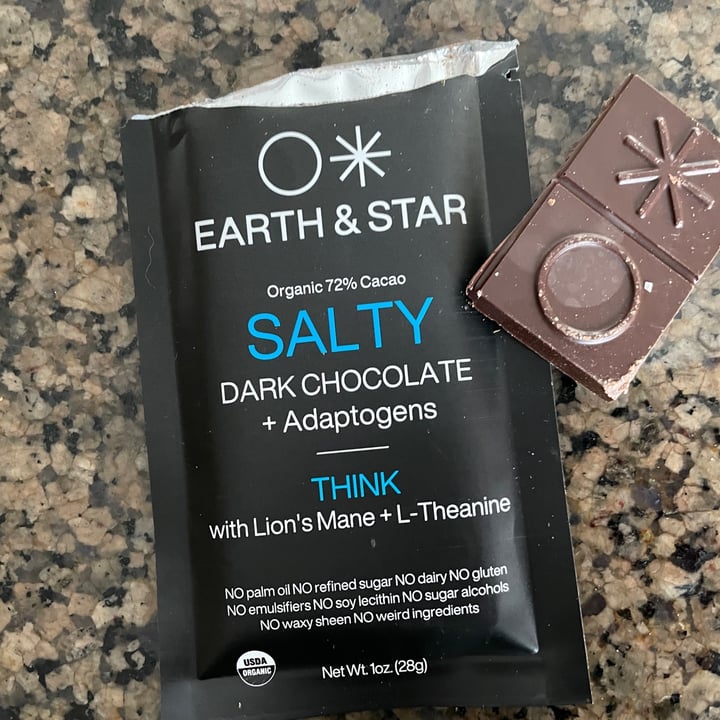 EARTH & STAR
Organic 72% Cacao
SALTY
DARK CHOCOLATE
+ Adaptogens
THINK
with Lion's Mane + L-Theanine
NO palm oil NO refined sugar NO dairy NO gluten
NO emulsifiers NO soy lecithin NO sugar alcohols
NO waxy sheen NO weird ingredients
USDA
ORGANIC
Net Wt. 1oz. (28g)